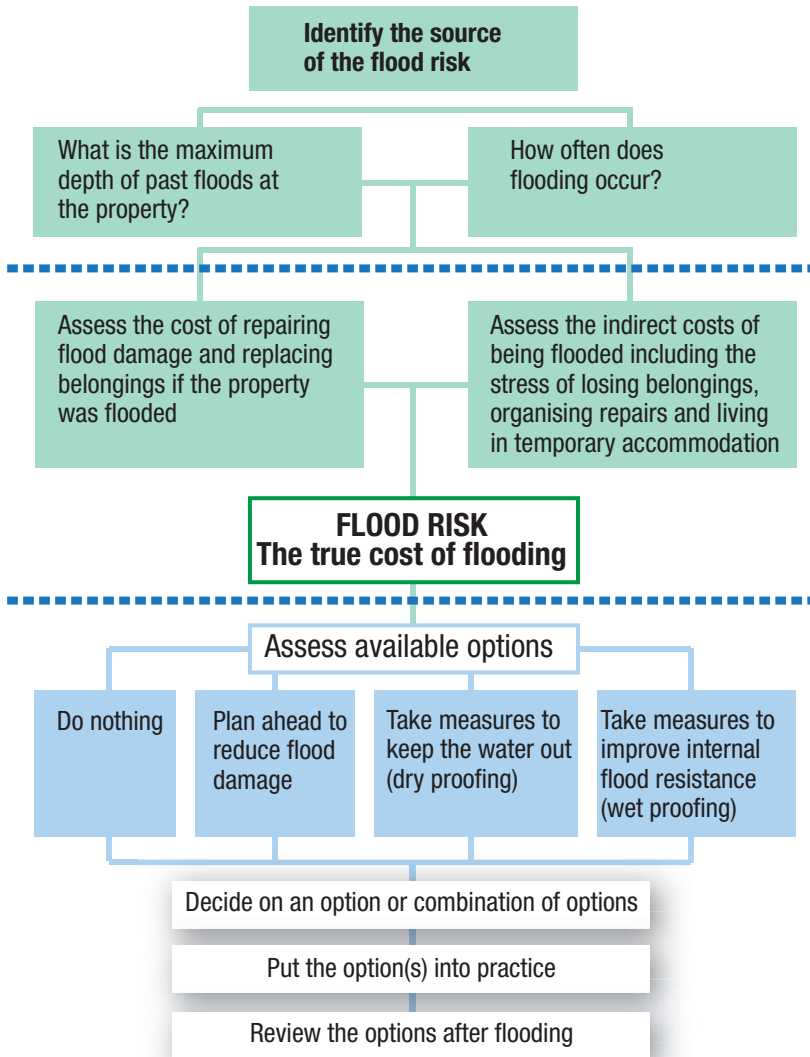 Identify the source
of the flood risk
What is the maximum
depth of past floods at
the property?
How often does
flooding occur?
Assess the cost of repairing
flood damage and replacing
belongings if the property
was flooded
Assess the indirect costs of
being flooded including the
stress of losing belongings,
organising repairs and living
in temporary accommodation
FLOOD RISK
The true cost of flooding
Assess available options
Do nothing
Plan ahead to
reduce flood
damage
Take measures to
keep the water out
(dry proofing)
Take measures to
improve internal
flood resistance
(wet proofing)
Decide on an option or combination of options
Put the option(s) into practice
Review the options after flooding